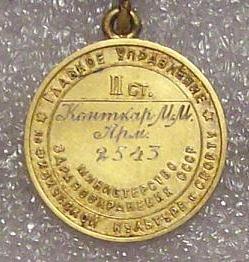 ГЛАВНОЕ УПРАВЛЕНИЕ
ПО ФИЗИЧЕСКОЙ КУЛЬТУРЕ И СПОРТУ
II СТ.
Конткар М.М.
Арм.
2543
МИНИСТЕРСТВО
ЗДРАВООХРАНЕНИЯ СССР